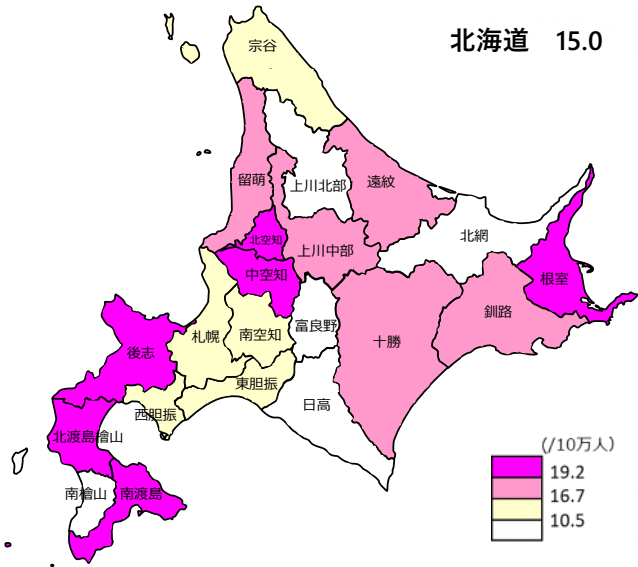 北海道 15.0
宗谷
留萌
上川北部
遠紋
北空知
上川中部
北網
中空知
根室
札幌
南空知
富良野
十勝
釧路
後志
東胆振
西胆振
日高
北渡島檜山
南檜山
南渡島
(/10万人)
19.2
16.7
10.5